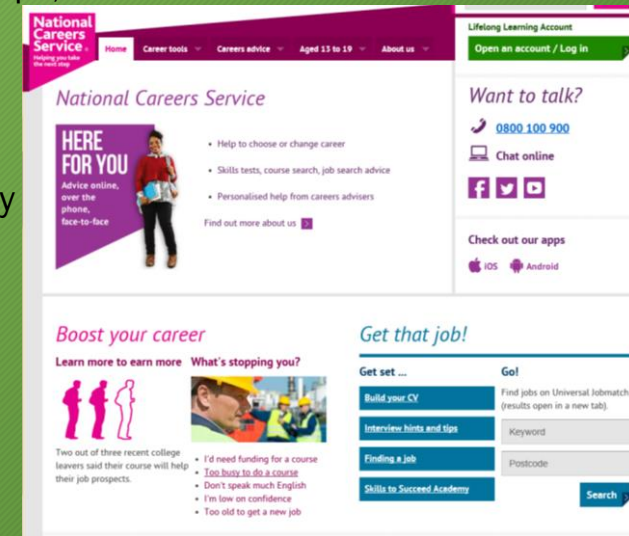 National
Careers
Service
Helping you take
the next step
Home
Career tools
Careers advice
Aged 13 to 19
About us
Lifelong Learning Account
Open an account / Log in
National Careers Service
HERE
FOR YOU
Advice online,
over the
phone,
face-to-face
• Help to choose or change career
• Skills tests, course search, job search advice
• Personalised help from careers advisers
Find out more about us
Want to talk?
0800 100 900
Chat online
Check out our apps
iOS
Android
y
Boost your career
Learn more to earn more
Two out of three recent college
leavers said their course will help
their job prospects.
What's stopping you?
• I'd need funding for a course
• Too busy to do a course
• Don't speak much English
• I'm low on confidence
• Too old to get a new job
Get that job!
Get set ...
Build your CV
Interview hints and tips
Finding a job
Skills to Succeed Academy
Go!
Find jobs on Universal Jobmatch
(results open in a new tab).
Keyword
Postcode
Search